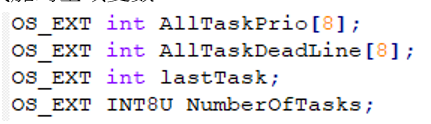 OS_EXT int AllTaskPrio[8];
OS_EXT int AllTaskDeadLine[8];
OS_EXT int lastTask;
OS_EXT INT8U NumberOfTasks;